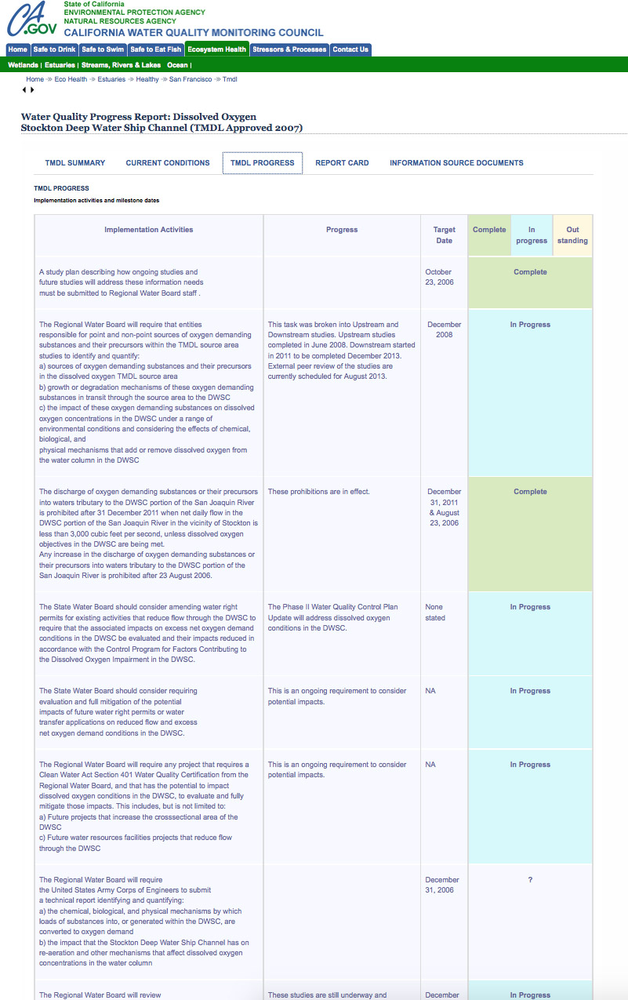 State of California
ENVIRONMENTAL PROTECTION AGENCY
NATURAL RESOURCES AGENCY
CALIFORNIA WATER QUALITY MONITORING COUNCIL
CA.GOV
Home Safe to Drink Safe to Swim Safe to Eat Fish Ecosystem Health Stressors & Processes Contact Us
Wetlands | Estuaries | Streams, Rivers & Lakes Ocean |
Home -» Eco Health -» Estuaries -» Healthy -» San Francisco -» Tmdl
Water Quality Progress Report: Dissolved Oxygen
Stockton Deep Water Ship Channel (TMDL Approved 2007)
TMDL SUMMARY CURRENT CONDITIONS TMDL PROGRESS REPORT CARD INFORMATION SOURCE DOCUMENTS
TMDL PROGRESS
Implementation activities and milestone dates
Implementation Activities
Progress
Target
Date
Complete
In
progress
Out
standing
A study plan describing how ongoing studies and
future studies will address these information needs
must be submitted to Regional Water Board staff .
October
23, 2006
Complete
The Regional Water Board will require that entities
responsible for point and non-point sources of oxygen demanding
substances and their precursors within the TMDL source area
studies to identify and quantify:
a) sources of oxygen demanding substances and their precursors
in the dissolved oxygen TMDL source area
b) growth or degradation mechanisms of these oxygen demanding
substances in transit through the source area to the DWSC
c) the impact of these oxygen demanding substances on dissolved
oxygen concentrations in the DWSC under a range of
environmental conditions and considering the effects of chemical,
biological, and
physical mechanisms that add or remove dissolved oxygen from
the water column in the DWSC
This task was broken into Upstream and
Downstream studies. Upstream studies
completed in June 2008. Downstream started
in 2011 to be completed December 2013.
External peer review of the studies are
currently scheduled for August 2013.
December
2008
In Progress
The discharge of oxygen demanding substances or their precursors
into waters tributary to the DWSC portion of the San Joaquin River
is prohibited after 31 December 2011 when net daily flow in the
DWSC portion of the San Joaquin River in the vicinity of Stockton is
less than 3,000 cubic feet per second, unless dissolved oxygen
objectives in the DWSC are being met.
Any increase in the discharge of oxygen demanding substances or
their precursors into waters tributary to the DWSC portion of the
San Joaquin River is prohibited after 23 August 2006.
These prohibitions are in effect.
December
31, 2011
& August
23, 2006
Complete
The State Water Board should consider amending water right
permits for existing activities that reduce flow through the DWSC to
require that the associated impacts on excess net oxygen demand
conditions in the DWSC be evaluated and their impacts reduced in
accordance with the Control Program for Factors Contributing to
the Dissolved Oxygen Impairment in the DWSC.
The Phase II Water Quality Control Plan
Update will address dissolved oxygen
conditions in the DWSC.
None
stated
In Progress
The State Water Board should consider requiring
evaluation and full mitigation of the potential
impacts of future water right permits or water
transfer applications on reduced flow and excess
net oxygen demand conditions in the DWSC.
This is an ongoing requirement to consider
potential impacts.
NA
In Progress
The Regional Water Board will require any project that requires a
Clean Water Act Section 401 Water Quality Certification from the
Regional Water Board, and that has the potential to impact
dissolved oxygen conditions in the DWSC, to evaluate and fully
mitigate those impacts. This includes, but is not limited to:
a) Future projects that increase the crosssectional area of the
DWSC
c) Future water resources facilities projects that reduce flow
through the DWSC
This is an ongoing requirement to consider
potential impacts.
NA
In Progress
The Regional Water Board will require
the United States Army Corps of Engineers to submit
a technical report identifying and quantifying:
a) the chemical, biological, and physical mechanisms by which
loads of substances into, or generated within the DWSC, are
converted to oxygen demand
b) the impact that the Stockton Deep Water Ship Channel has on
re-aeration and other mechanisms that affect dissolved oxygen
concentrations in the water column
December
31, 2006
?
The Regional Water Board will review
These studies are still underway and
December
In Progress